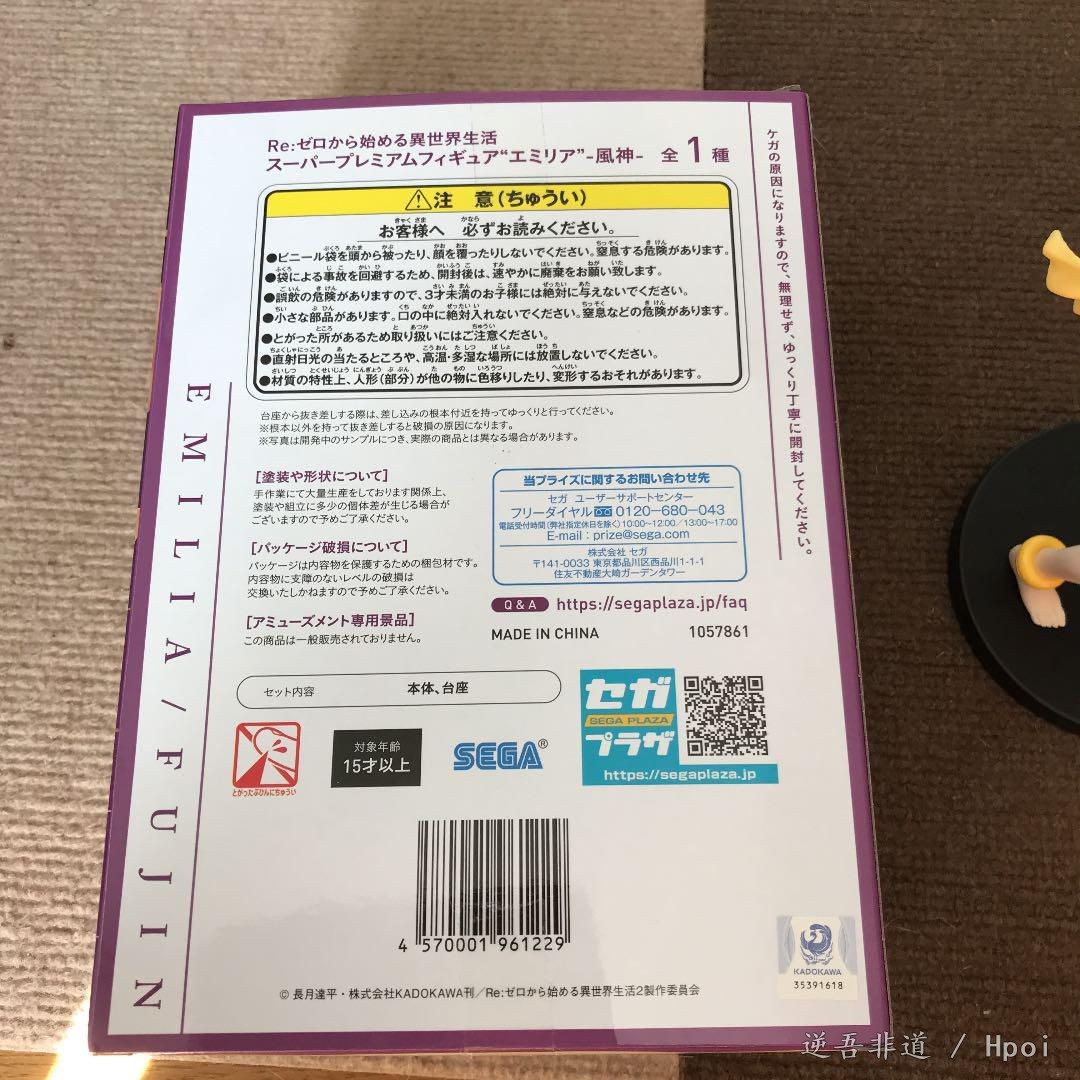 Re:ゼロから始める異世界生活
スーパープレミアムフィギュア“エミリア”-風神- 全1種
⚠注 意(ちゅうい)
お客様へ 必ずお読みください。
●ビニール袋を頭から被ったり、顔を覆ったりしないでください。窒息する危険があります。
●袋による事故を回避するため、開封後は、速やかに廃棄をお願い致します。
●誤飲の危険がありますので、3才未満のお子様には絶対に与えないでください。
●小さな部品があります。口の中に絶対入れないでください。窒息などの危険があります。
●とがった所があるため取り扱いにはご注意ください。
●直射日光の当たるところや、高温・多湿な場所には放置しないでください。
●材質の特性上、人形(部分)が他の物に色移りしたり、変形するおそれがあります。
ケガの原因になりますので、無理せず、ゆっくり丁寧に開封してください。
台座から抜き差しする際は、差し込みの根本付近を持ってゆっくりと行ってください。
※根本以外を持って抜き差しすると破損の原因になります。
※写真は開発中のサンプルにつき、実際の商品とは異なる場合があります。
[塗装や形状について]
手作業にて大量生産をしております関係上、
塗装や組立に多少の個体差が生じる場合が
ございますので予めご了承ください。
[パッケージ破損について]
パッケージは内容物を保護するための梱包材です。
内容物に支障のないレベルの破損は
交換いたしかねますので予めご了承ください。
[アミューズメント専用景品]
この商品は一般販売されておりません。
当プライズに関するお問い合わせ先
セガ ユーザーサポートセンター
フリーダイヤル 0120-680-043
電話受付時間(弊社指定休日を除く)10:00~12:00/13:00~17:00
E-mail:prize@sega.com
株式会社 セガ
〒141-0033 東京都品川区西品川1-1-1
住友不動産大崎ガーデンタワー
Q&A https://segaplaza.jp/faq
MADE IN CHINA 1057861
セット内容 本体、台座
とがったぶひんにちゅうい
対象年齢
15才以上
SEGA®
セガ
SEGA PLAZA
プラザ
https://segaplaza.jp
EMILIA/FUJIN
4 570001 961229
KADOKAWA
35391618
© 長月達平・株式会社KADOKAWA刊/Re:ゼロから始める異世界生活2製作委員会
逆吾非道 / Hpoi